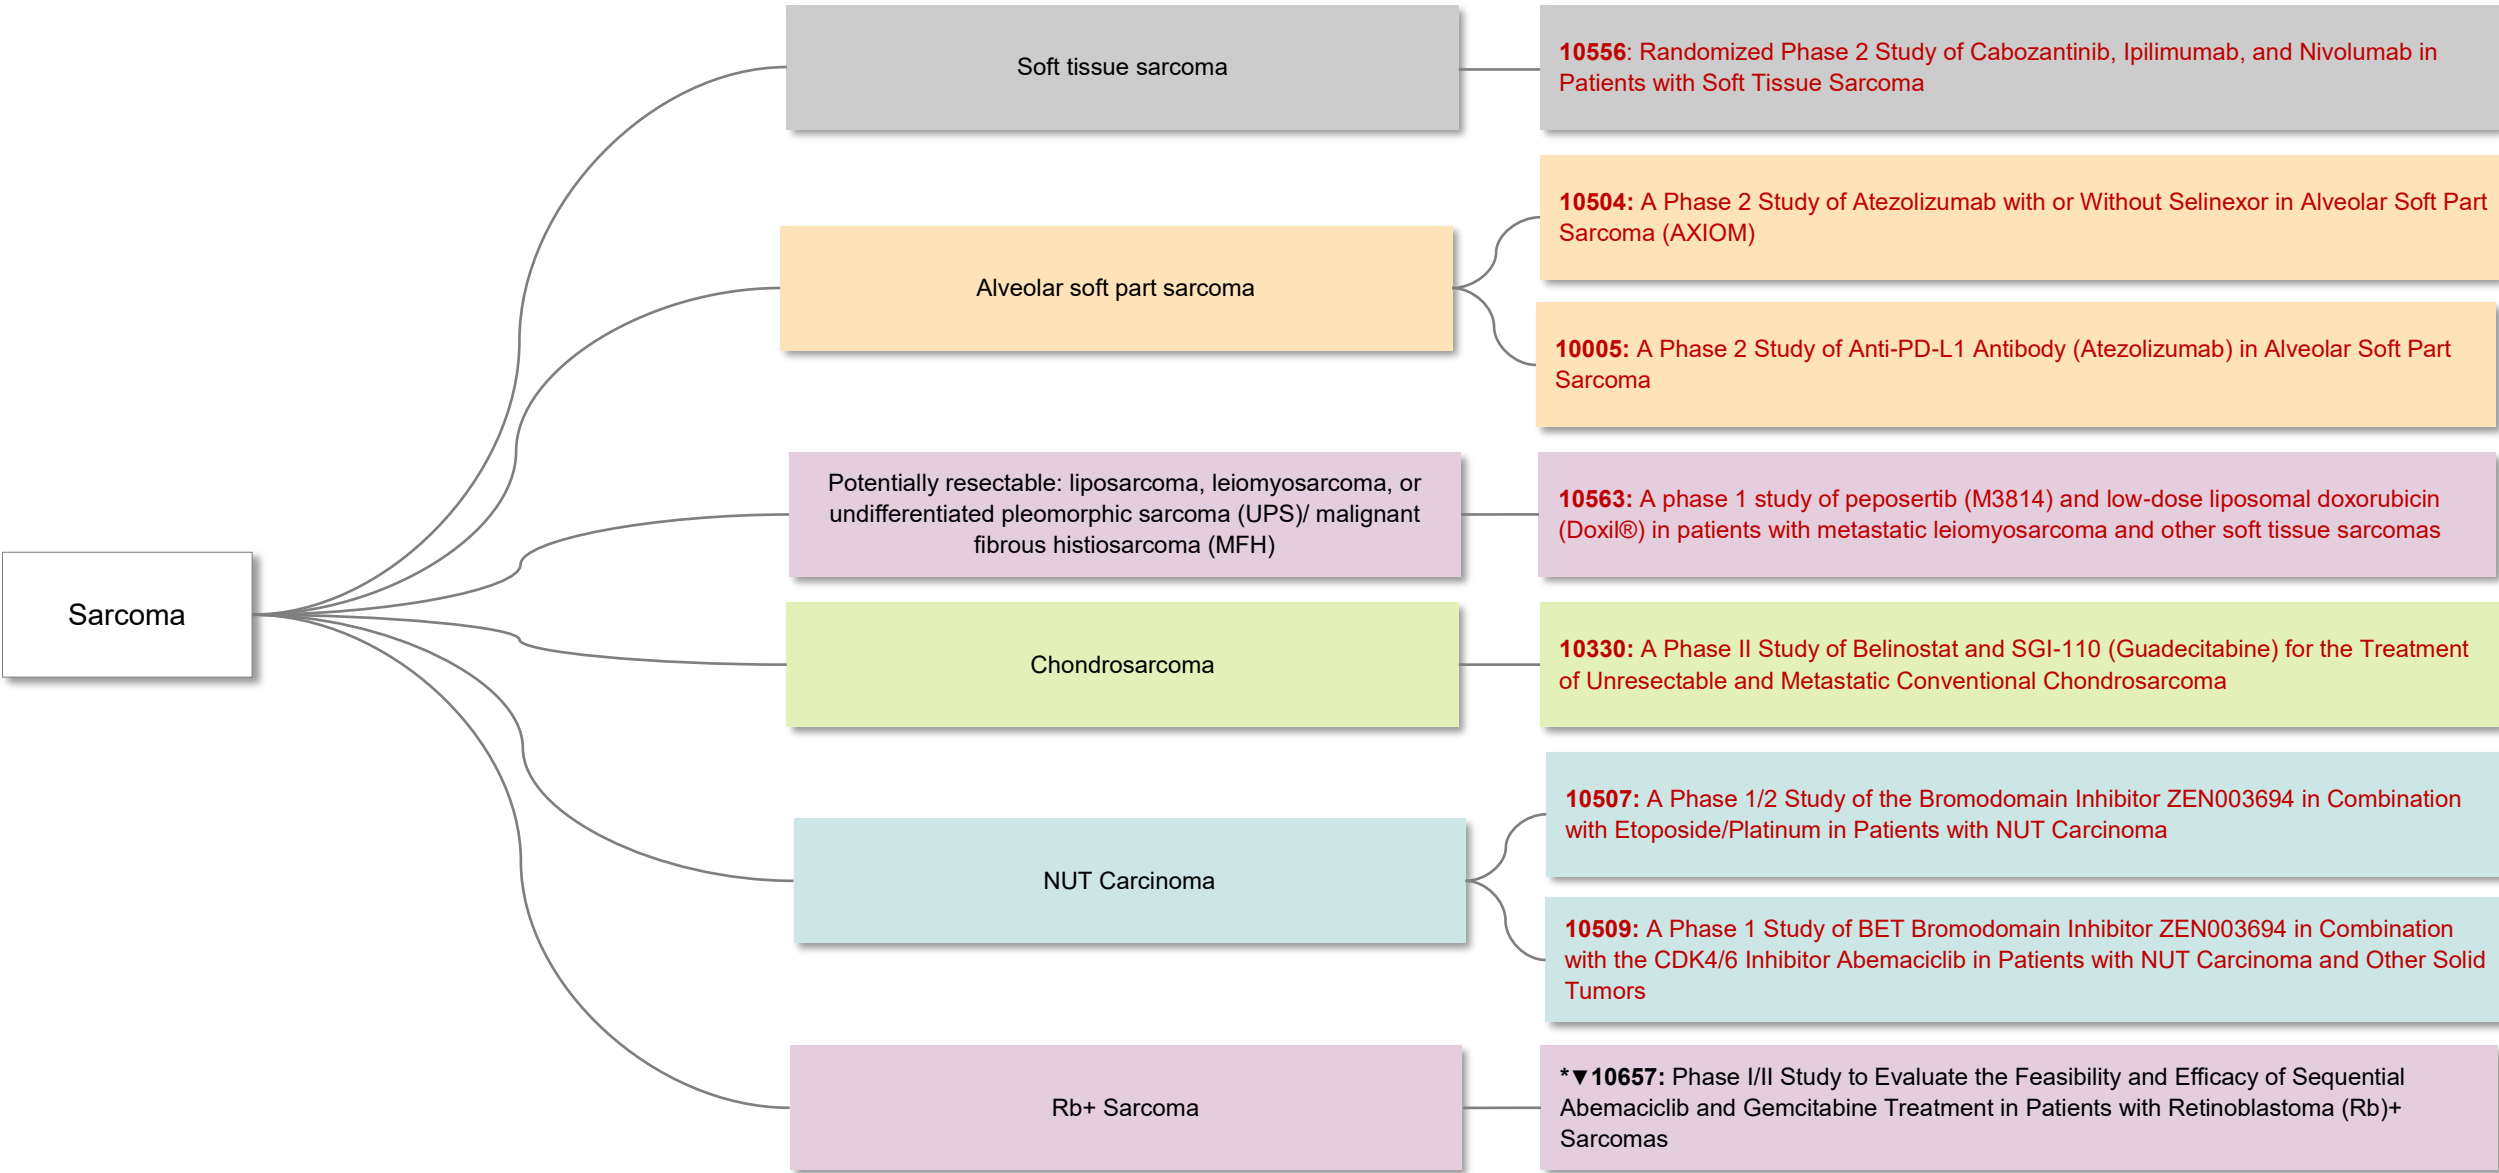 Soft tissue sarcoma
10556: Randomized Phase 2 Study of Cabozantinib, Ipilimumab, and Nivolumab in
Patients with Soft Tissue Sarcoma
Alveolar soft part sarcoma
10504: A Phase 2 Study of Atezolizumab with or Without Selinexor in Alveolar Soft Part
Sarcoma (AXIOM)
10005: A Phase 2 Study of Anti-PD-L1 Antibody (Atezolizumab) in Alveolar Soft Part
Sarcoma
Potentially resectable: liposarcoma, leiomyosarcoma, or
undifferentiated pleomorphic sarcoma (UPS)/ malignant
fibrous histiosarcoma (MFH)
10563: A phase 1 study of peposertib (M3814) and low-dose liposomal doxorubicin
(Doxil®) in patients with metastatic leiomyosarcoma and other soft tissue sarcomas
Sarcoma
Chondrosarcoma
10330: A Phase II Study of Belinostat and SGI-110 (Guadecitabine) for the Treatment
of Unresectable and Metastatic Conventional Chondrosarcoma
NUT Carcinoma
10507: A Phase 1/2 Study of the Bromodomain Inhibitor ZEN003694 in Combination
with Etoposide/Platinum in Patients with NUT Carcinoma
10509: A Phase 1 Study of BET Bromodomain Inhibitor ZEN003694 in Combination
with the CDK4/6 Inhibitor Abemaciclib in Patients with NUT Carcinoma and Other Solid
Tumors
Rb+ Sarcoma
*▼10657: Phase I/II Study to Evaluate the Feasibility and Efficacy of Sequential
Abemaciclib and Gemcitabine Treatment in Patients with Retinoblastoma (Rb)+
Sarcomas